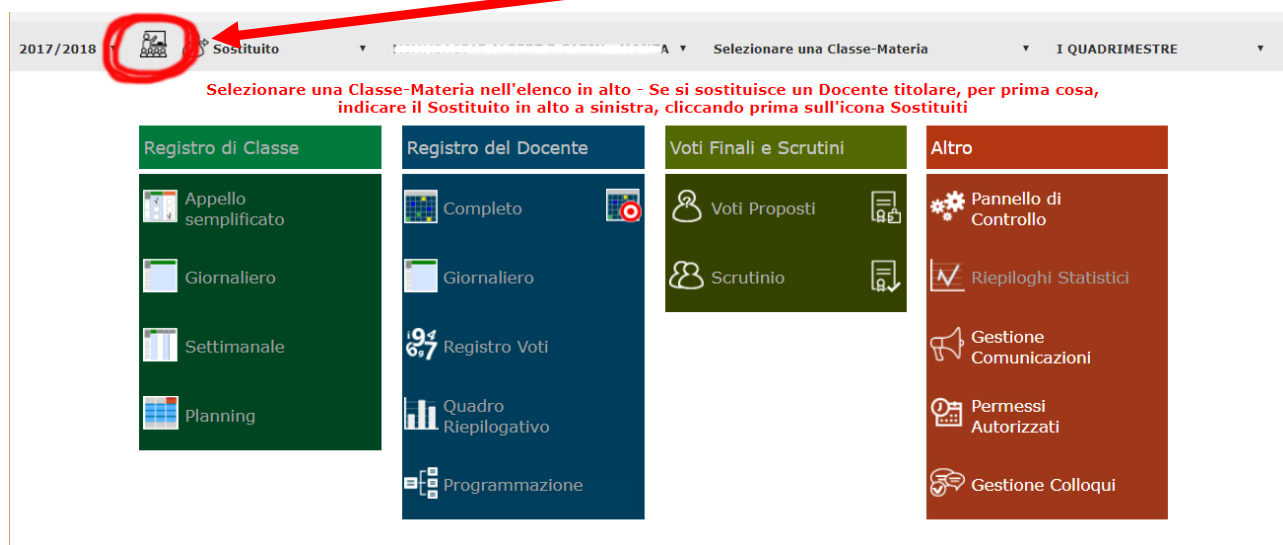 2017/2018
Sostituito
Selezionare una Classe-Materia
I QUADRIMESTRE
Selezionare una Classe-Materia nell'elenco in alto - Se si sostituisce un Docente titolare, per prima cosa,
indicare il Sostituito in alto a sinistra, cliccando prima sull'icona Sostituiti
Registro di Classe
Appello
semplificato
Giornaliero
Settimanale
Planning
Registro del Docente
Completo
Giornaliero
Registro Voti
Quadro
Riepilogativo
Programmazione
Voti Finali e Scrutini
Voti Proposti
Scrutinio
Altro
Pannello di
Controllo
Riepiloghi Statistici
Gestione
Comunicazioni
Permessi
Autorizzati
Gestione Colloqui